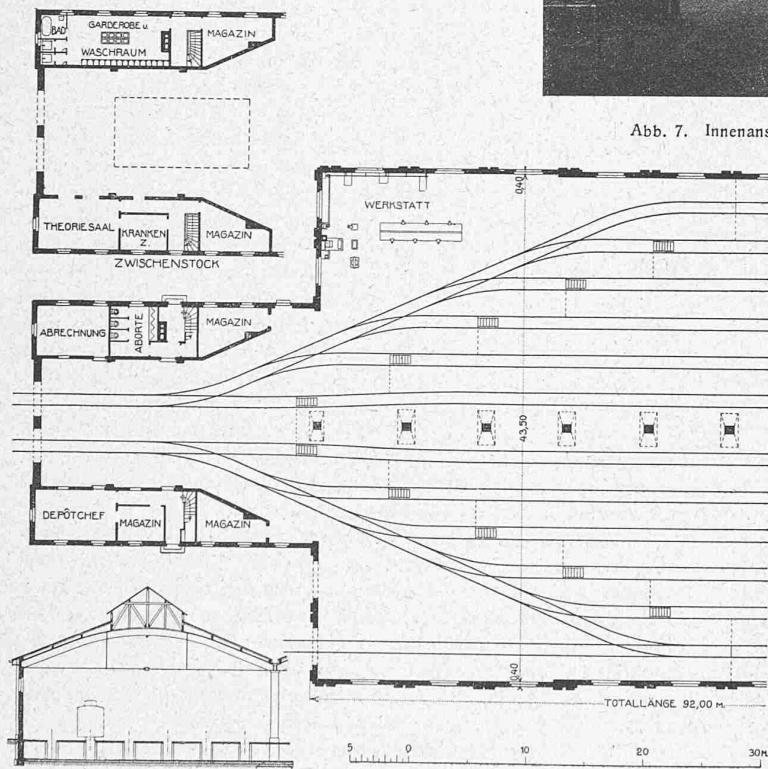 BAD
GARDEROBE u.
WASCHRAUM
MAGAZIN
Abb. 7. Innenans
THEORIESAAL
KRANKEN
Z.
MAGAZIN
ZWISCHENSTOCK
WERKSTATT
0,40
ABRECHNUNG
ABORTE
MAGAZIN
43,50
DEPÔTCHEF
MAGAZIN
MAGAZIN
0,40
TOTALLÄNGE 92,00 M.
5 0 10 20 30 M.